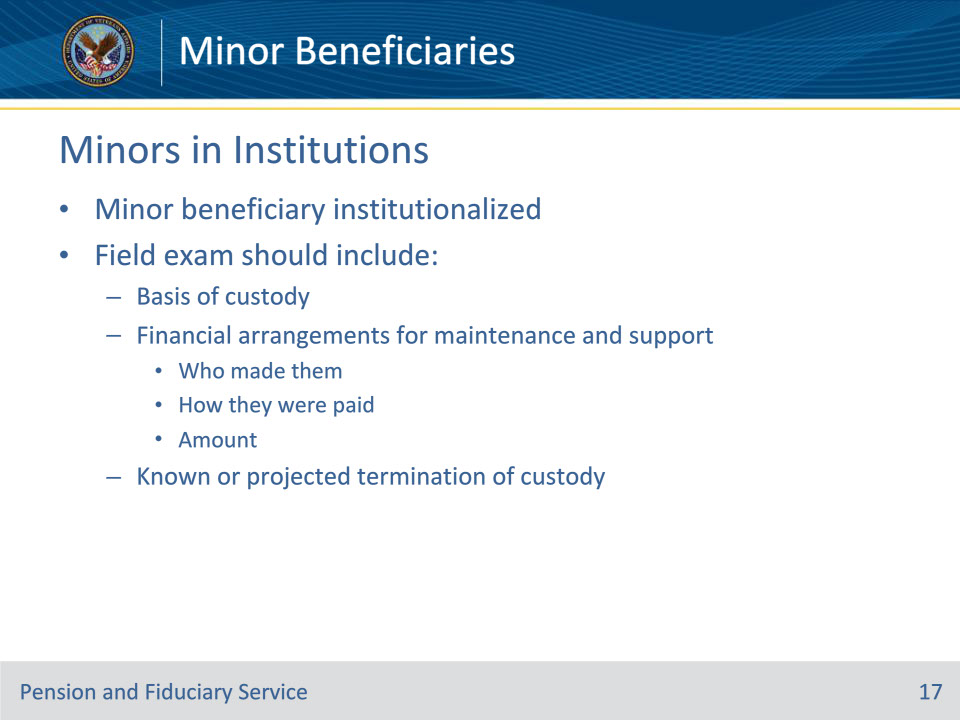 Minor Beneficiaries
Minors in Institutions
• Minor beneficiary institutionalized
• Field exam should include:
– Basis of custody
– Financial arrangements for maintenance and support
• Who made them
• How they were paid
• Amount
– Known or projected termination of custody
Pension and Fiduciary Service
17